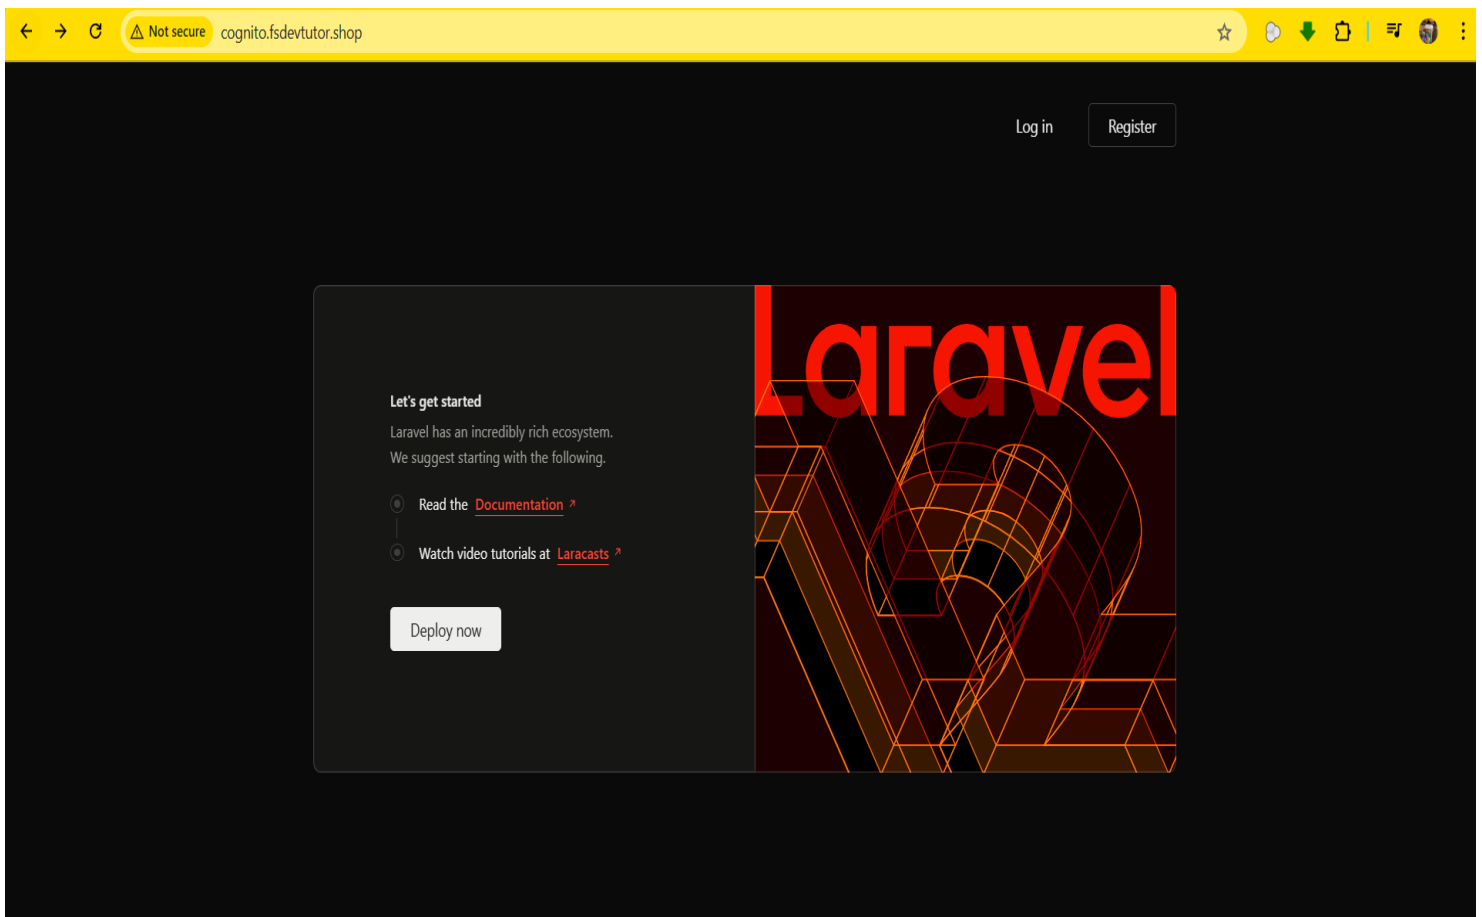 Not secure cognito.fsdevtutor.shop
Log in Register
Laravel
Let's get started
Laravel has an incredibly rich ecosystem.
We suggest starting with the following.
Read the Documentation
Watch video tutorials at Laracasts
Deploy now